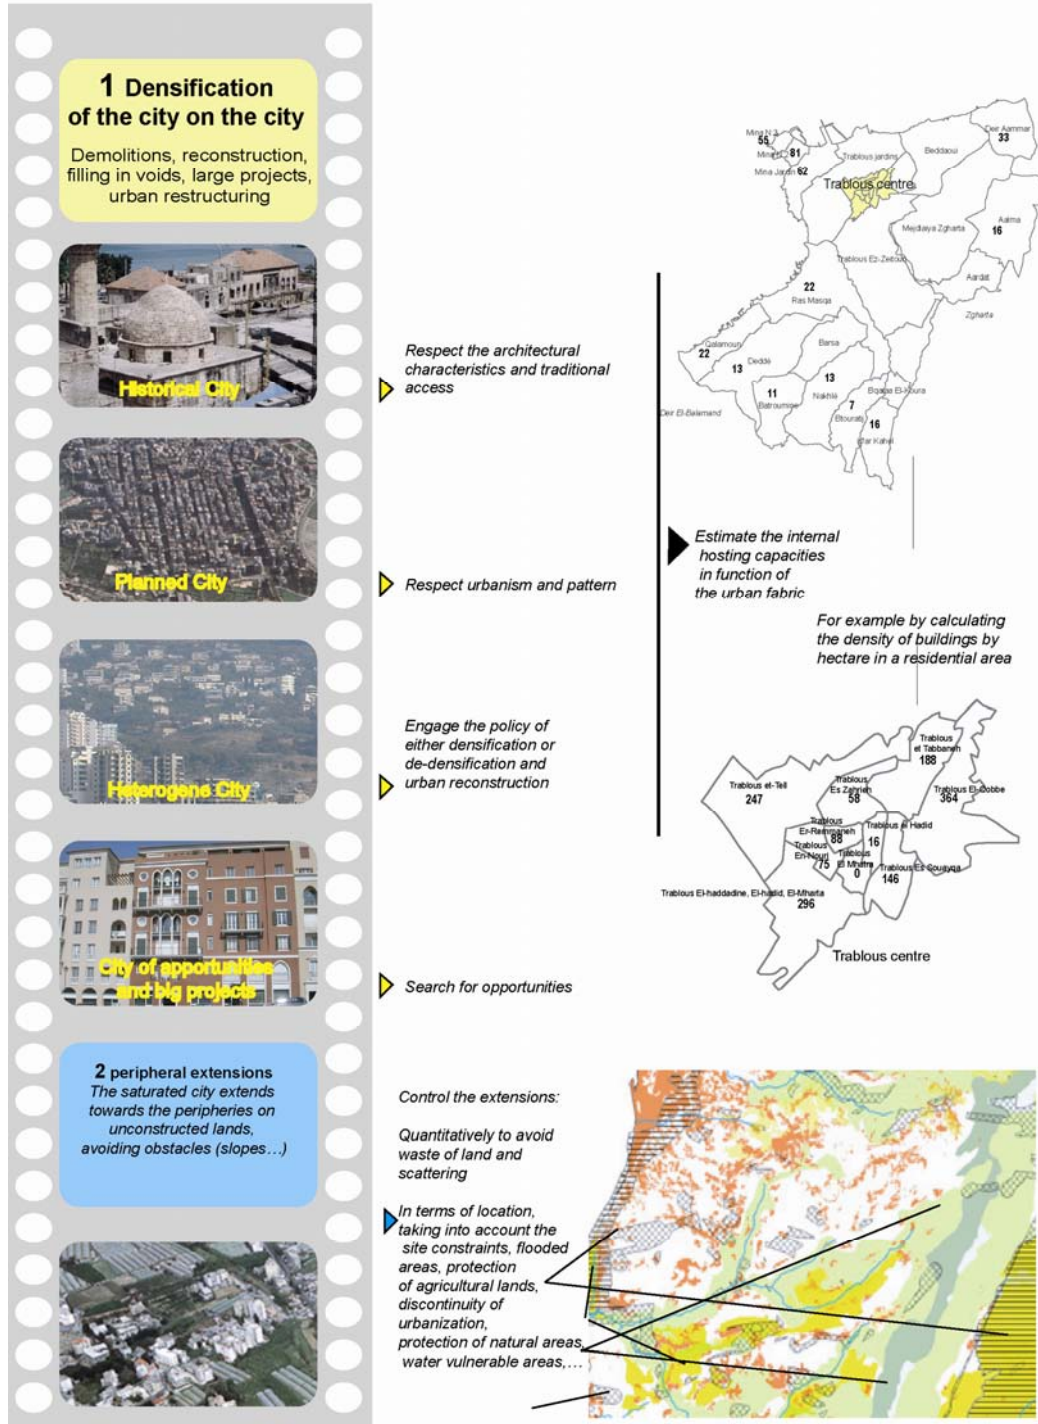 1 Densification
of the city on the city
Demolitions, reconstruction,
filling in voids, large projects,
urban restructuring
Historical City
Respect the architectural
characteristics and traditional
access
Planned City
Respect urbanism and pattern
Heterogene City
Engage the policy of
either densification or
de-densification and
urban reconstruction
City of opportunities
and big projects
Search for opportunities
2 peripheral extensions
The saturated city extends
towards the peripheries on
unconstructed lands,
avoiding obstacles (slopes…)
Control the extensions:
Quantitatively to avoid
waste of land and
scattering
In terms of location,
taking into account the
site constraints, flooded
areas, protection
of agricultural lands,
discontinuity of
urbanization,
protection of natural areas,
water vulnerable areas,…
Mina N 3
55
81
Mina Jardin 62
Trablous jardins
Beddaoui
Deir Aammar
33
Trablous centre
Mejdlaiya Zgharta
Aalma
16
Trablous Ez-Zeitoun
Aardat
Zgharta
22
Ras Masqa
Qalamoun
22
Deddé
13
Barsa
13
Nakhlé
11
Batroumine
Bqaiaa El-Koura
7
Btouratij
16
Kfar Kahel
Deir El-Balamand
Estimate the internal
hosting capacities
in function of
the urban fabric
For example by calculating
the density of buildings by
hectare in a residential area
Trablous
et Tabbaneh
188
Trablous et-Tell
247
Trablous
Es Zahrieh
58
Trablous El-Qobbe
364
Trablous
Er-Remmaneh
88
Trablous el Hadid
16
Trablous
En-Nouri
75
Trablous
El Mharta
0
Trablous Es Souayqa
146
Trablous El-haddadine, El-hadid, El-Mharta
296
Trablous centre